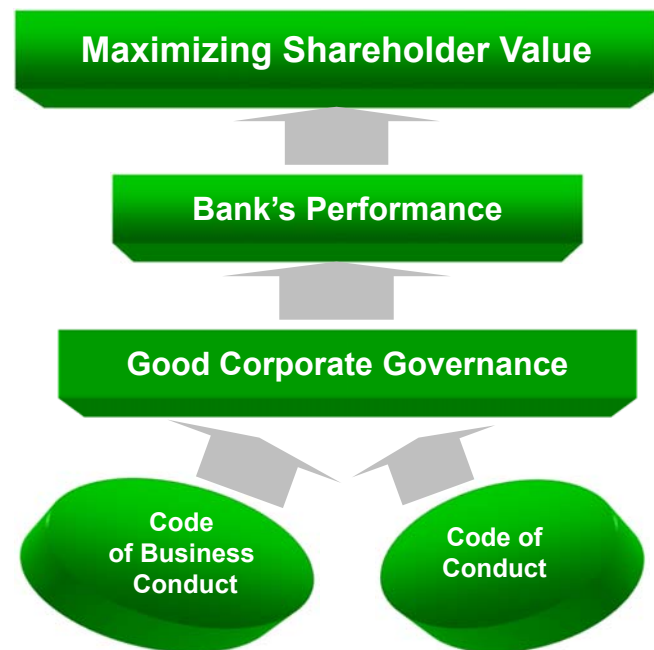 Maximizing Shareholder Value
Bank’s Performance
Good Corporate Governance
Code
of Business
Conduct
Code of
Conduct